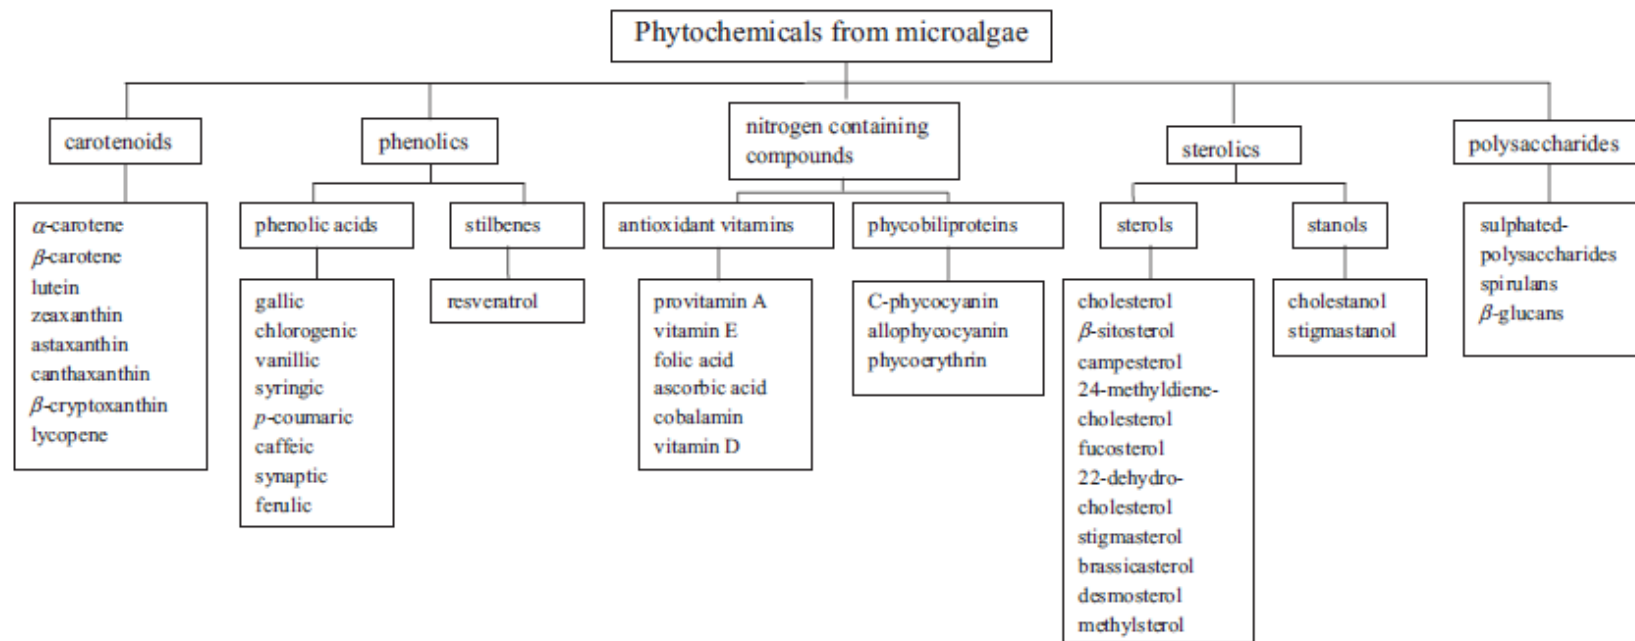 Phytochemicals from microalgae
carotenoids
phenolics
nitrogen containing
compounds
sterolics
polysaccharides
α-carotene
β-carotene
lutein
zeaxanthin
astaxanthin
canthaxanthin
β-cryptoxanthin
lycopene
phenolic acids
stilbenes
gallic
chlorogenic
vanillic
syringic
p-coumaric
caffeic
synaptic
ferulic
resveratrol
antioxidant vitamins
phycobiliproteins
provitamin A
vitamin E
folic acid
ascorbic acid
cobalamin
vitamin D
C-phycocyanin
allophycocyanin
phycoerythrin
sterols
stanols
cholesterol
β-sitosterol
campesterol
24-methyldiene-
cholesterol
fucosterol
22-dehydro-
cholesterol
stigmasterol
brassicasterol
desmosterol
methylsterol
cholestanol
stigmastanol
sulphated-
polysaccharides
spirulans
β-glucans